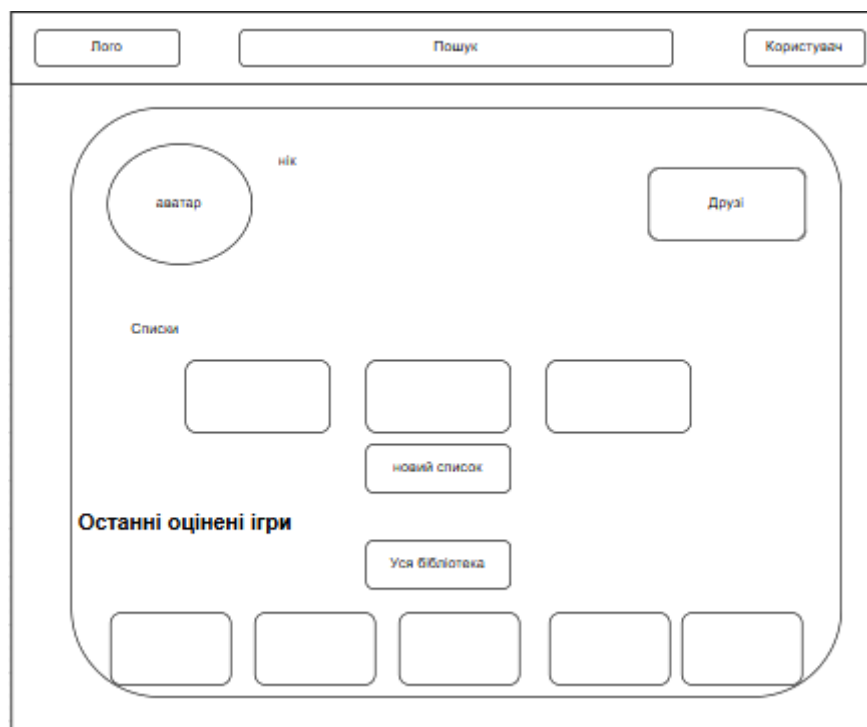 Лого
Пошук
Користувач
нік
аватар
Друзі
Списки
новий список
Останні оцінені ігри
Уся бібліотека